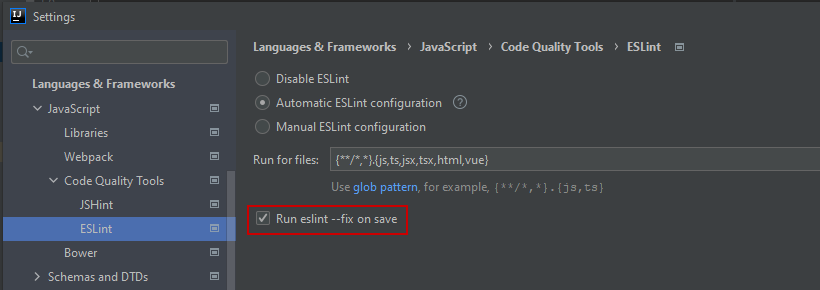 IJ Settings
Languages & Frameworks › JavaScript › Code Quality Tools › ESLint
Languages & Frameworks
JavaScript
Libraries
Webpack
Code Quality Tools
JSHint
ESLint
Bower
Schemas and DTDs
Disable ESLint
Automatic ESLint configuration ?
Manual ESLint configuration
Run for files: {**/*,*}.{js,ts,jsx,tsx,html,vue}
Use glob pattern, for example, {**/*,*}.{js,ts}
Run eslint --fix on save